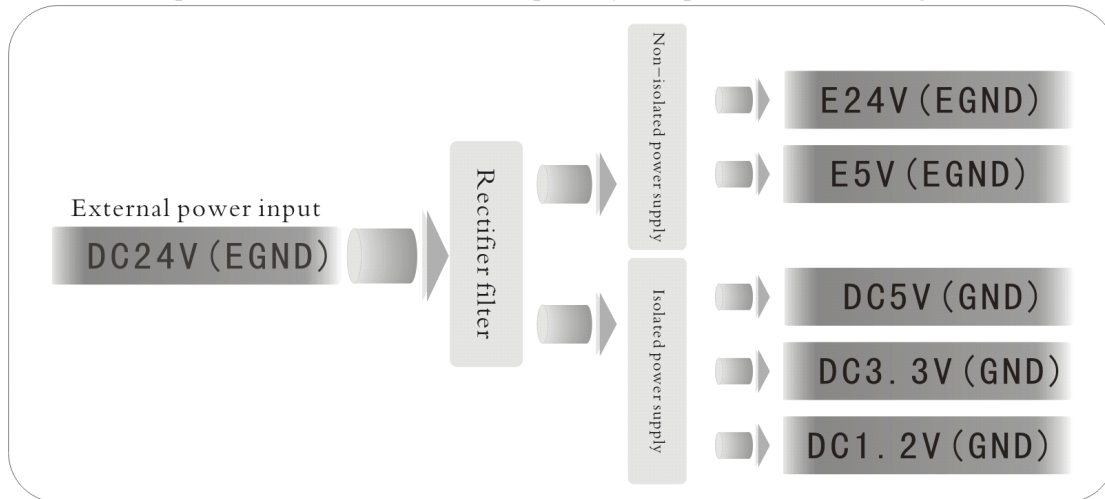 External power input
DC24V(EGND)
Rectifier filter
Non-isolated power supply
E24V(EGND)
E5V(EGND)
Isolated power supply
DC5V(GND)
DC3.3V(GND)
DC1.2V(GND)